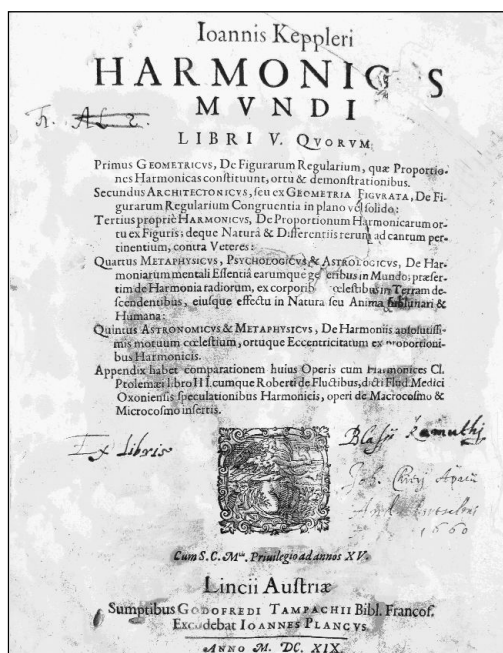 Ioannis Keppleri
HARMONICES
MVNDI
LIBRI V. QVORVM
Primus GEOMETRICVS, De Figurarum Regularium, quæ Proportio-
nes Harmonicas constituunt, ortu & demonstrationibus.
Secundus ARCHITECTONICVS, seu ex GEOMETRIA FIGVRATA, De Fi-
gurarum Regularium Congruentia in plano vel solido:
Tertius propriè HARMONICVS, De Proportionum Harmonicarum or-
tu ex Figuris; deque Natura & Differentiis rerum ad cantum per-
tinentium, contra Veteres:
Quartus METAPHYSICVS, PSYCHOLOGICVS & ASTROLOGICVS, De Har-
moniarum mentali Essentiâ earumque generibus in Mundo; præser-
tim de Harmonia radiorum, ex corporibus cœlestibus in Terram de-
scendentibus, eiusque effectu in Natura seu Anima sublunari &
Humana:
Quintus ASTRONOMICVS & METAPHYSICVS, De Harmoniis absolutissi-
mis motuum cœlestium, ortuque Eccentricitatum ex proportioni-
bus Harmonicis.
Appendix habet comparationem huius Operis cum Harmonices Cl.
Ptolemæi libro III. cumque Roberti de Fluctibus, dicti Flud. Medici
Oxoniensis speculationibus Harmonicis, operi de Macrocosmo &
Microcosmo insertis.
Ex libris
Blasij
Joh.
1660
Cum S. C. Mtis. Priuilegio ad annos XV.
Lincii Austriæ
Sumptibus GODOFREDI TAMPACHII Bibl. Francof.
Excudebat IOANNES PLANCVS.
ANNO M. DC. XIX.